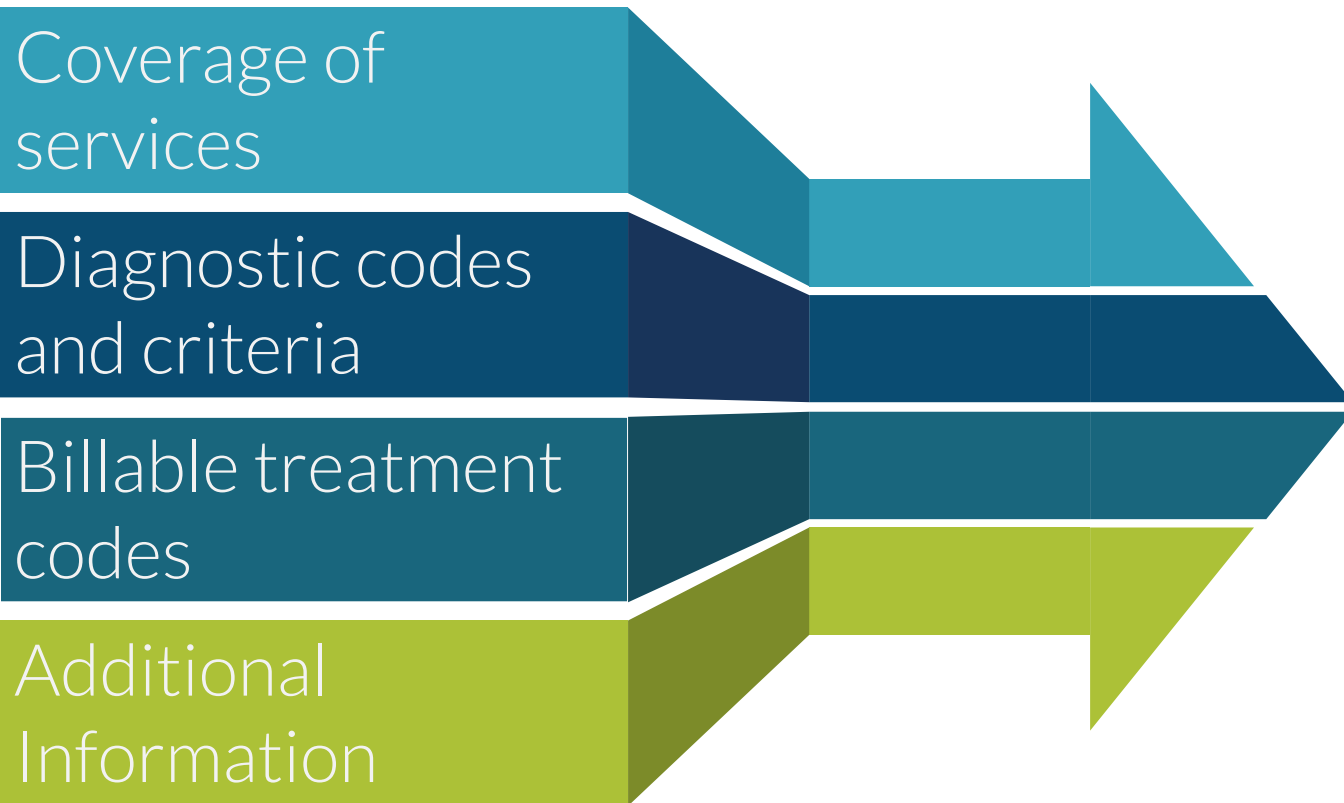 Coverage of
services
Diagnostic codes
and criteria
Billable treatment
codes
Additional
Information